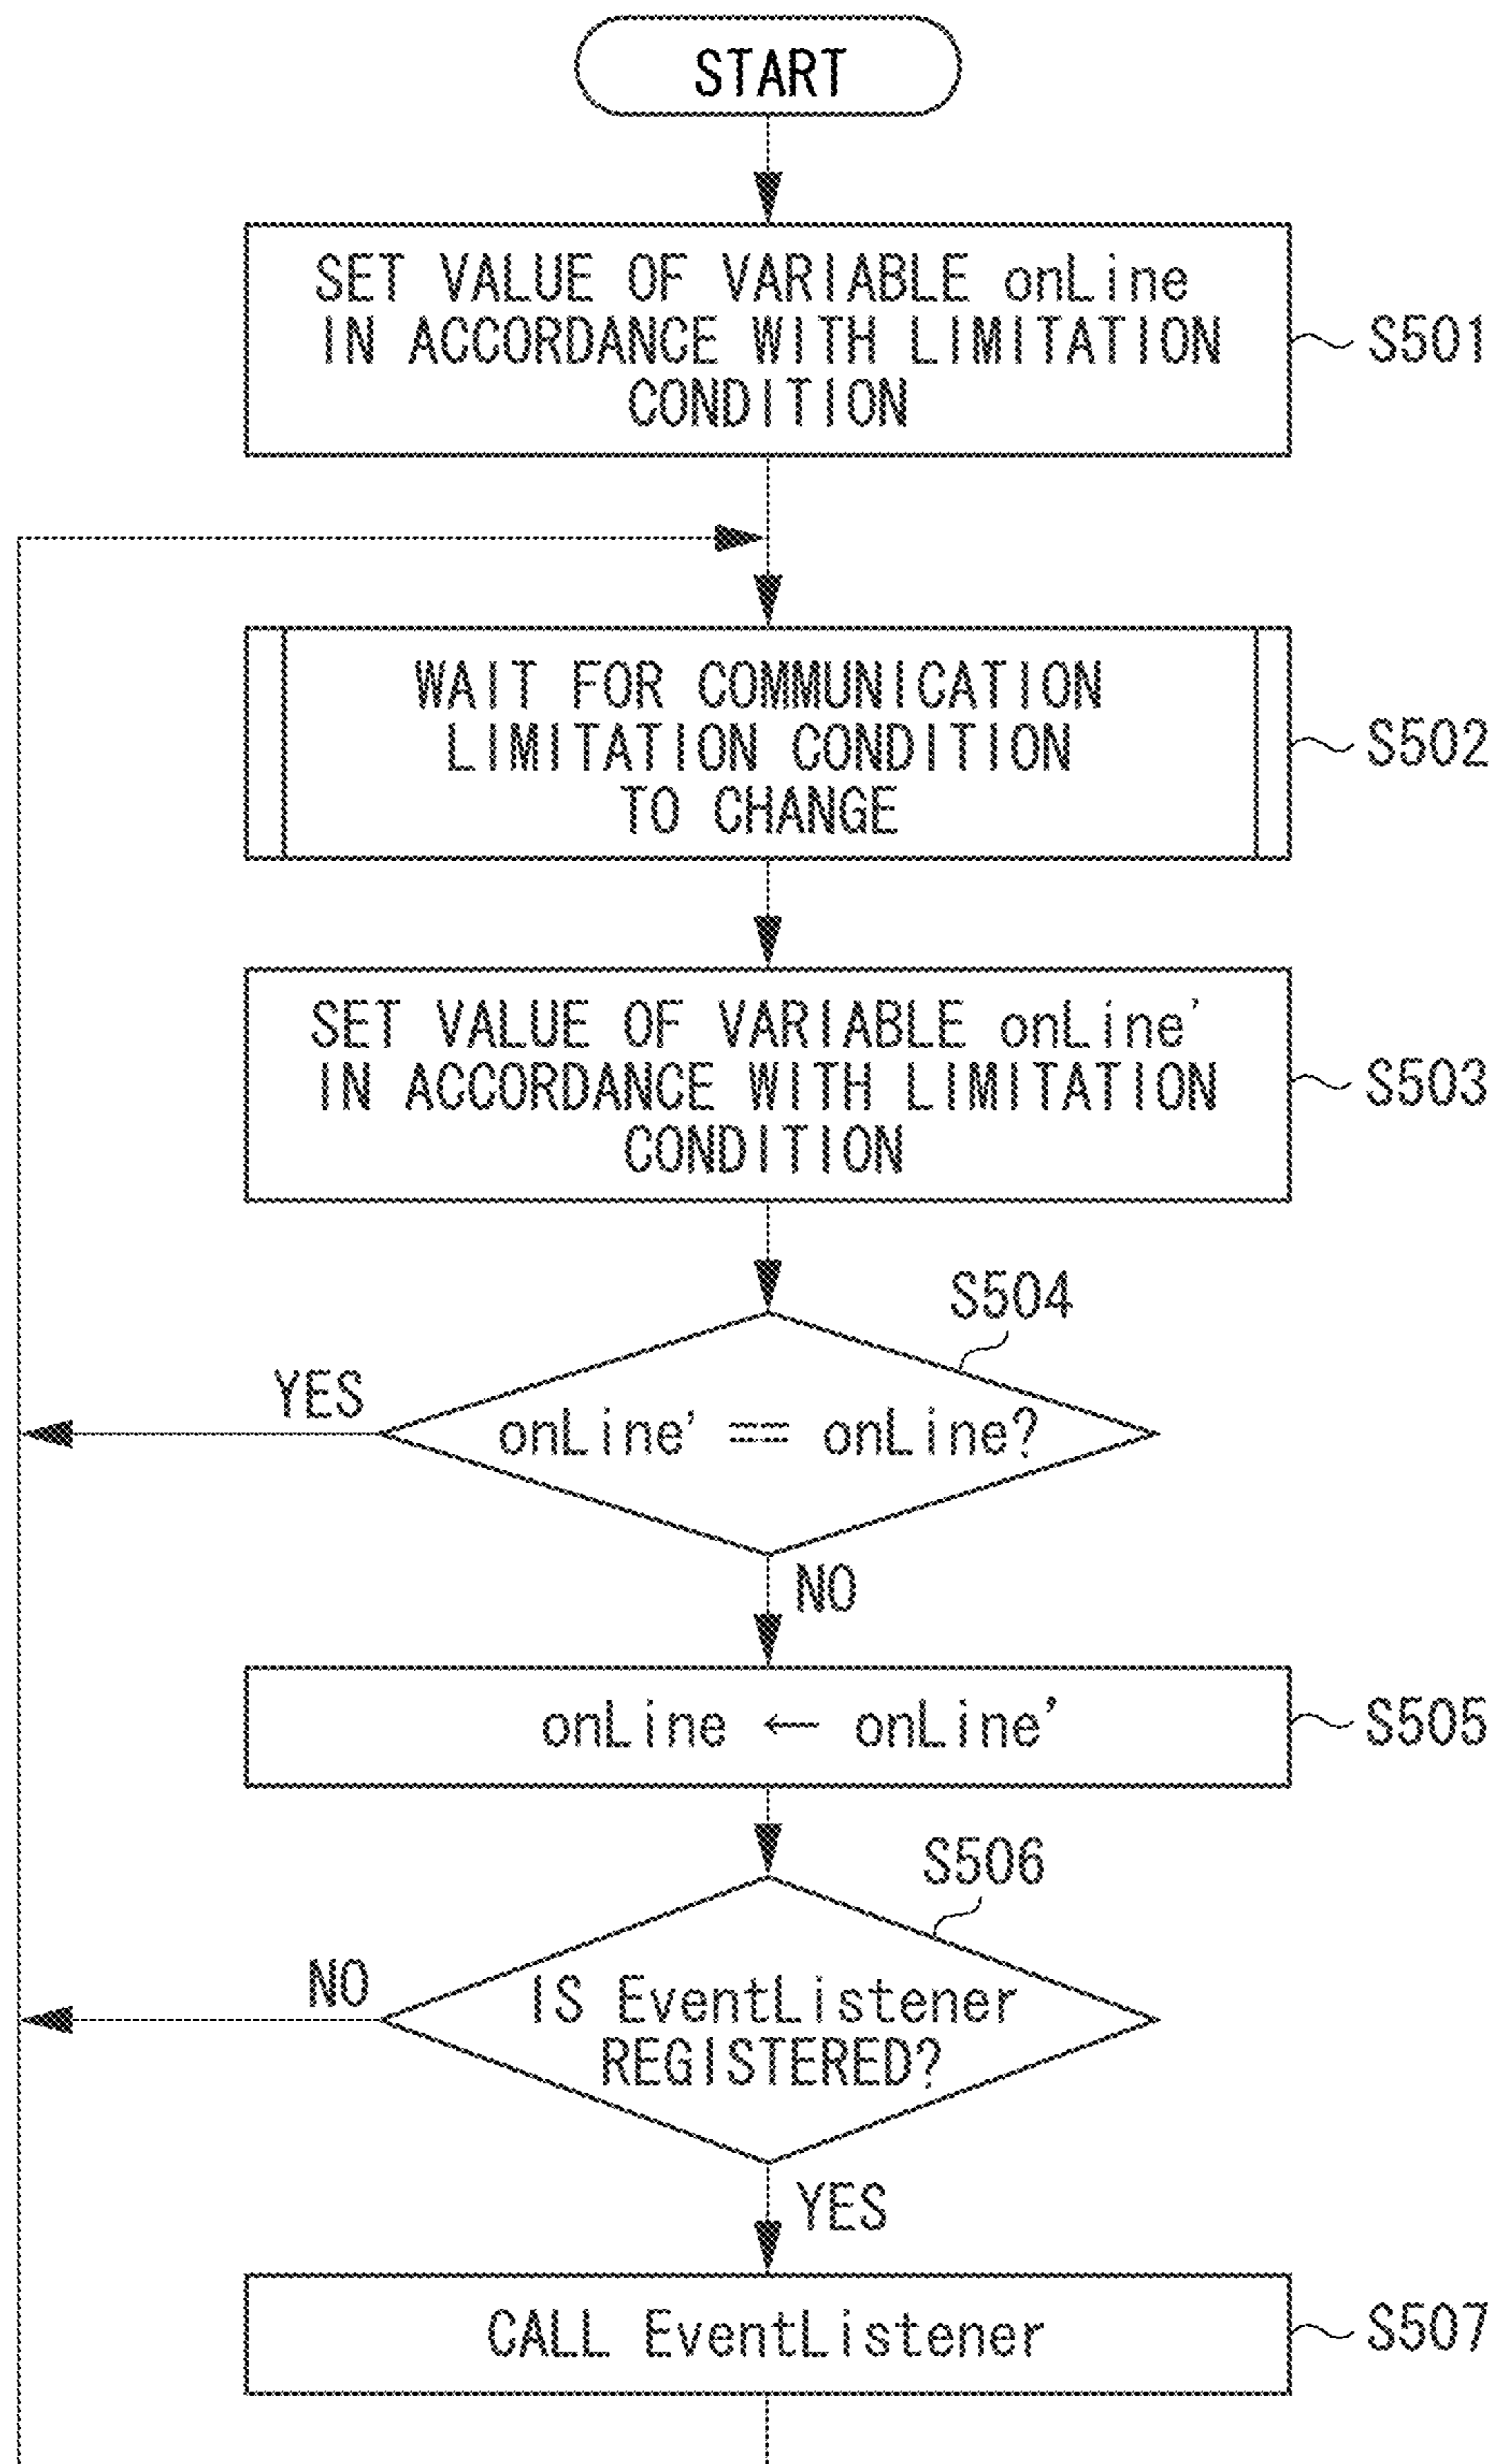 START
SET VALUE OF VARIABLE onLine
IN ACCORDANCE WITH LIMITATION
CONDITION
S501
WAIT FOR COMMUNICATION
LIMITATION CONDITION
TO CHANGE
S502
SET VALUE OF VARIABLE onLine'
IN ACCORDANCE WITH LIMITATION
CONDITION
S503
S504
YES
onLine' == onLine?
NO
onLine ← onLine'
S505
S506
NO
IS EventListener
REGISTERED?
YES
CALL EventListener
S507